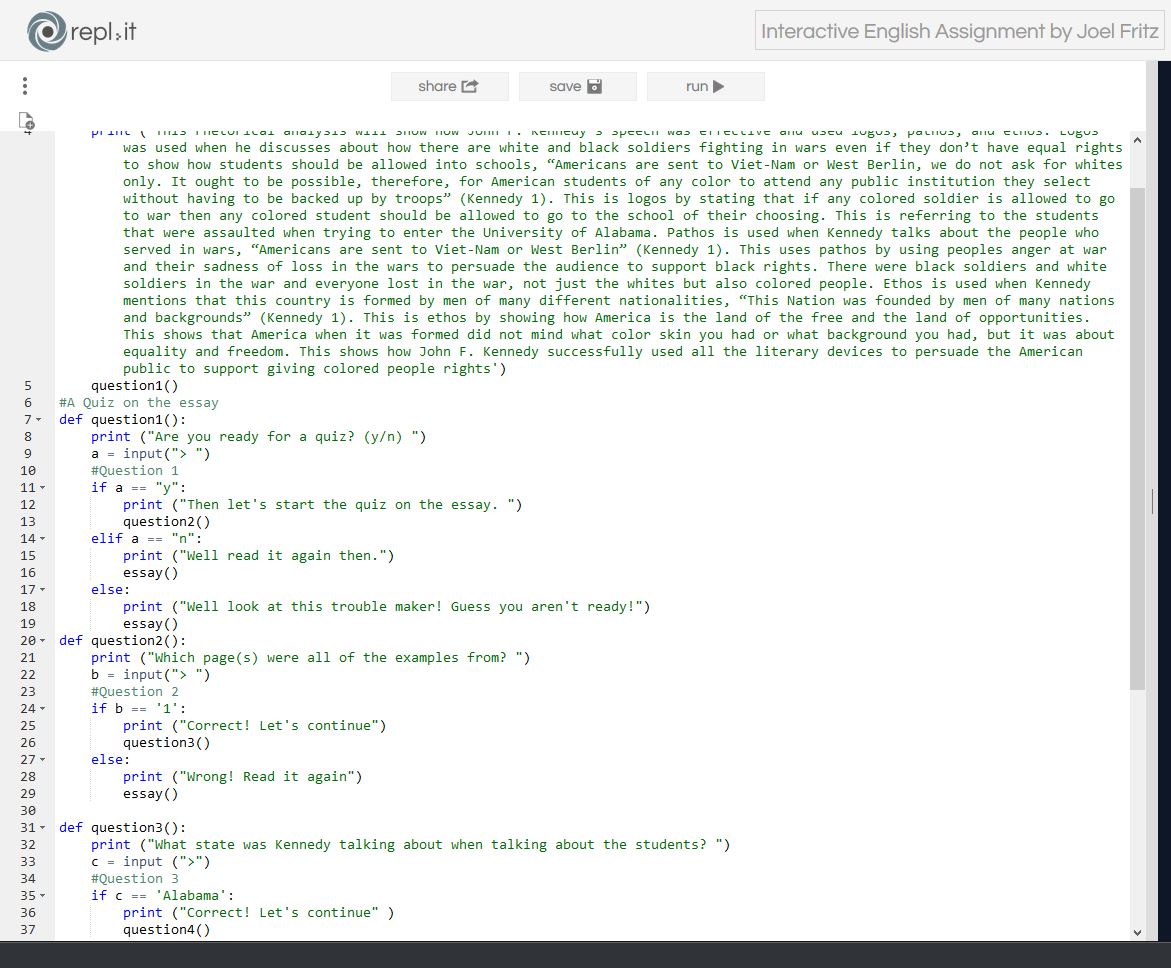 repl.it
Interactive English Assignment by Joel Fritz
share
save
run
4 print ('This rhetorical analysis will show how John F. Kennedy's speech was effective and used logos, pathos, and ethos. Logos
was used when he discusses about how there are white and black soldiers fighting in wars even if they don’t have equal rights
to show how students should be allowed into schools, “Americans are sent to Viet-Nam or West Berlin, we do not ask for whites
only. It ought to be possible, therefore, for American students of any color to attend any public institution they select
without having to be backed up by troops” (Kennedy 1). This is logos by stating that if any colored soldier is allowed to go
to war then any colored student should be allowed to go to the school of their choosing. This is referring to the students
that were assaulted when trying to enter the University of Alabama. Pathos is used when Kennedy talks about the people who
served in wars, “Americans are sent to Viet-Nam or West Berlin” (Kennedy 1). This uses pathos by using peoples anger at war
and their sadness of loss in the wars to persuade the audience to support black rights. There were black soldiers and white
soldiers in the war and everyone lost in the war, not just the whites but also colored people. Ethos is used when Kennedy
mentions that this country is formed by men of many different nationalities, “This Nation was founded by men of many nations
and backgrounds” (Kennedy 1). This is ethos by showing how America is the land of the free and the land of opportunities.
This shows that America when it was formed did not mind what color skin you had or what background you had, but it was about
equality and freedom. This shows how John F. Kennedy successfully used all the literary devices to persuade the American
public to support giving colored people rights')
5 question1()
6 #A Quiz on the essay
7 def question1():
8 print ("Are you ready for a quiz? (y/n) ")
9 a = input("> ")
10 #Question 1
11 if a == "y":
12 print ("Then let's start the quiz on the essay. ")
13 question2()
14 elif a == "n":
15 print ("Well read it again then.")
16 essay()
17 else:
18 print ("Well look at this trouble maker! Guess you aren't ready!")
19 essay()
20 def question2():
21 print ("Which page(s) were all of the examples from? ")
22 b = input("> ")
23 #Question 2
24 if b == '1':
25 print ("Correct! Let's continue")
26 question3()
27 else:
28 print ("Wrong! Read it again")
29 essay()
30
31 def question3():
32 print ("What state was Kennedy talking about when talking about the students? ")
33 c = input (">")
34 #Question 3
35 if c == 'Alabama':
36 print ("Correct! Let's continue" )
37 question4()